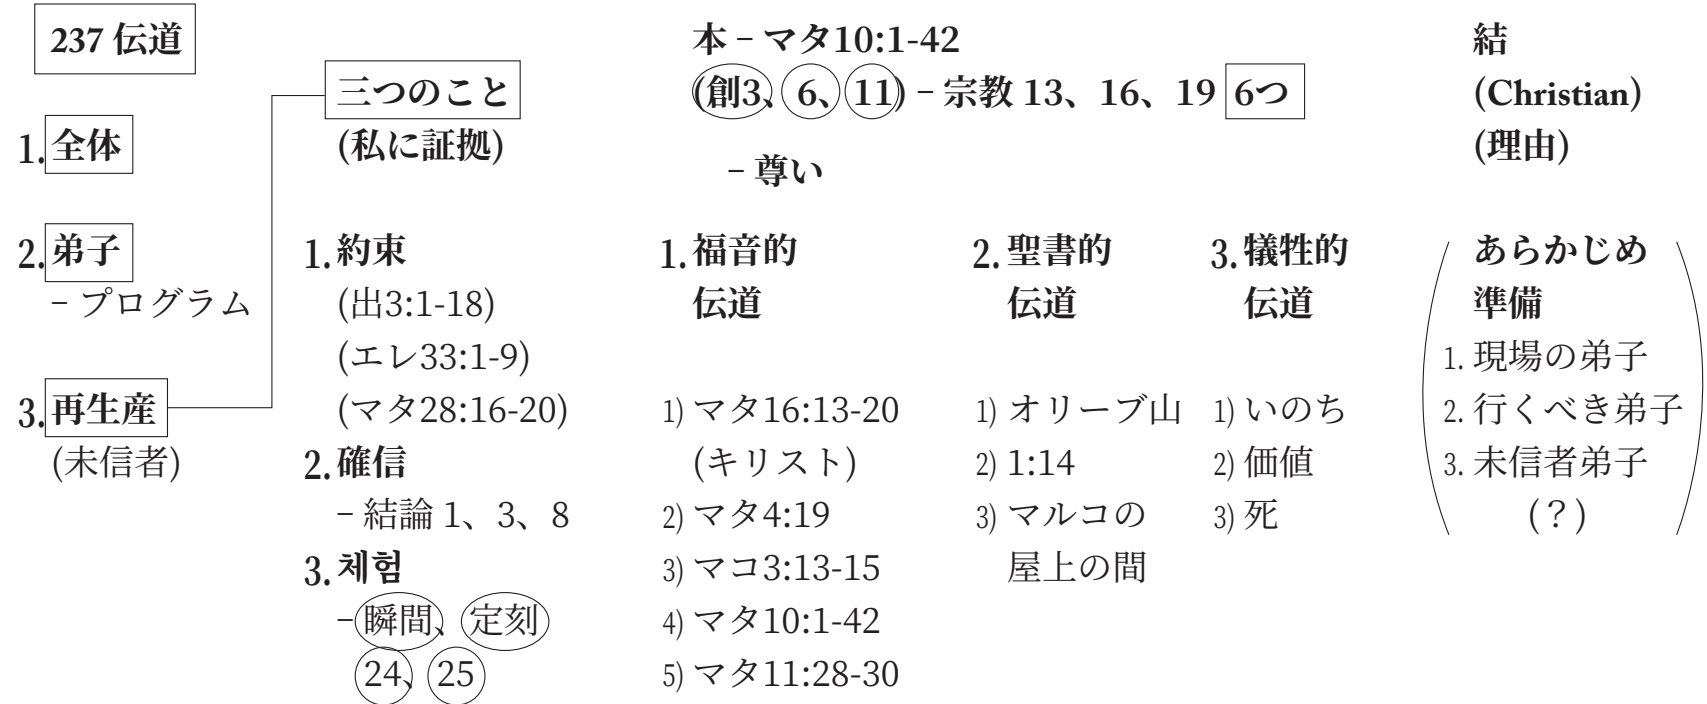 237 伝道
1. 全体
2. 弟子
− プログラム
3. 再生産
(未信者)
三つのこと
(私に証拠)
1. 約束
(出3:1-18)
(エレ33:1-9)
(マタ28:16-20)
2. 確信
− 結論 1、3、8
3. 체험
− 瞬間、定刻
24、25
本 − マタ10:1-42
(創3、6、11) − 宗教 13、16、19 6つ
− 尊い
1. 福音的
伝道
1) マタ16:13-20
(キリスト)
2) マタ4:19
3) マコ3:13-15
4) マタ10:1-42
5) マタ11:28-30
2. 聖書的
伝道
1) オリーブ山
2) 1:14
3) マルコの
屋上の間
3. 犠牲的
伝道
1) いのち
2) 価値
3) 死
結
(Christian)
(理由)
あらかじめ
準備
1. 現場の弟子
2. 行くべき弟子
3. 未信者弟子
(？)